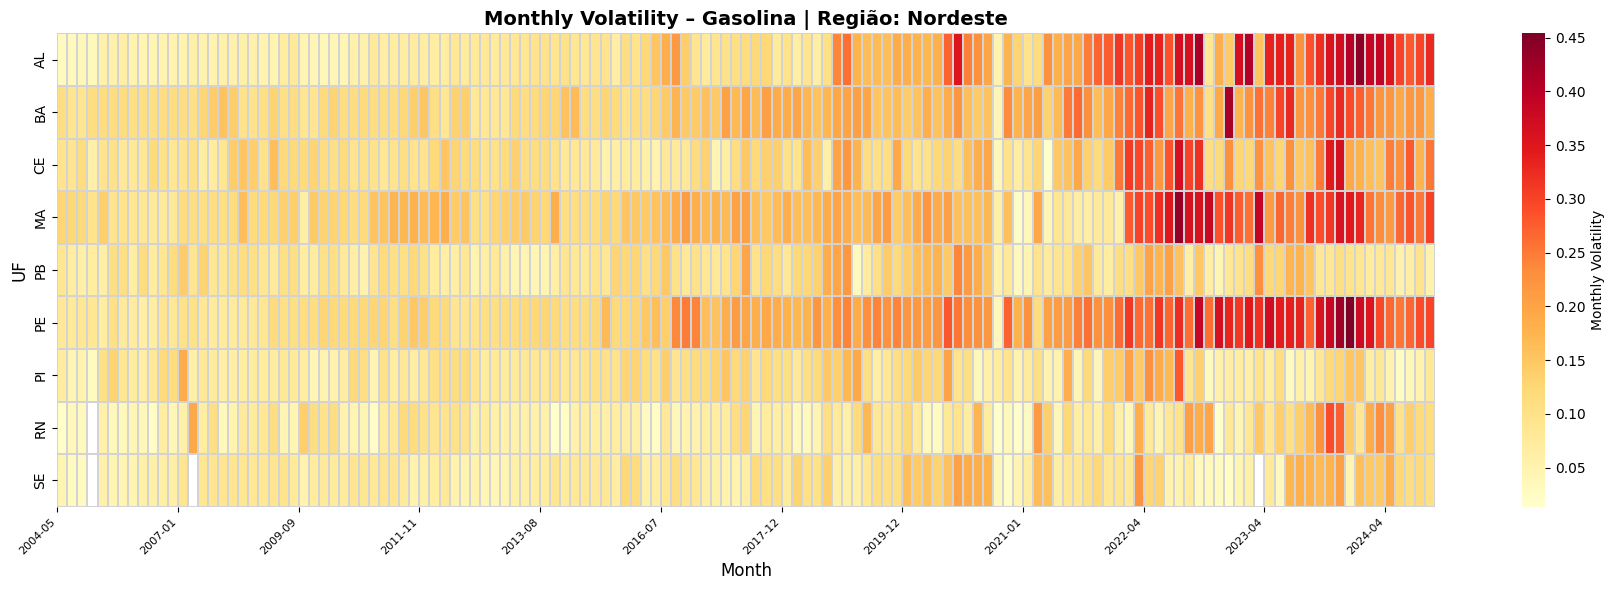 Monthly Volatility – Gasolina | Região: Nordeste
UF
AL
BA
CE
MA
PB
PE
PI
RN
SE
2004-05
2007-01
2009-09
2011-11
2013-08
2016-07
2017-12
2019-12
2021-01
2022-04
2023-04
2024-04
Month
0.45
0.40
0.35
0.30
0.25
0.20
0.15
0.10
0.05
Monthly Volatility